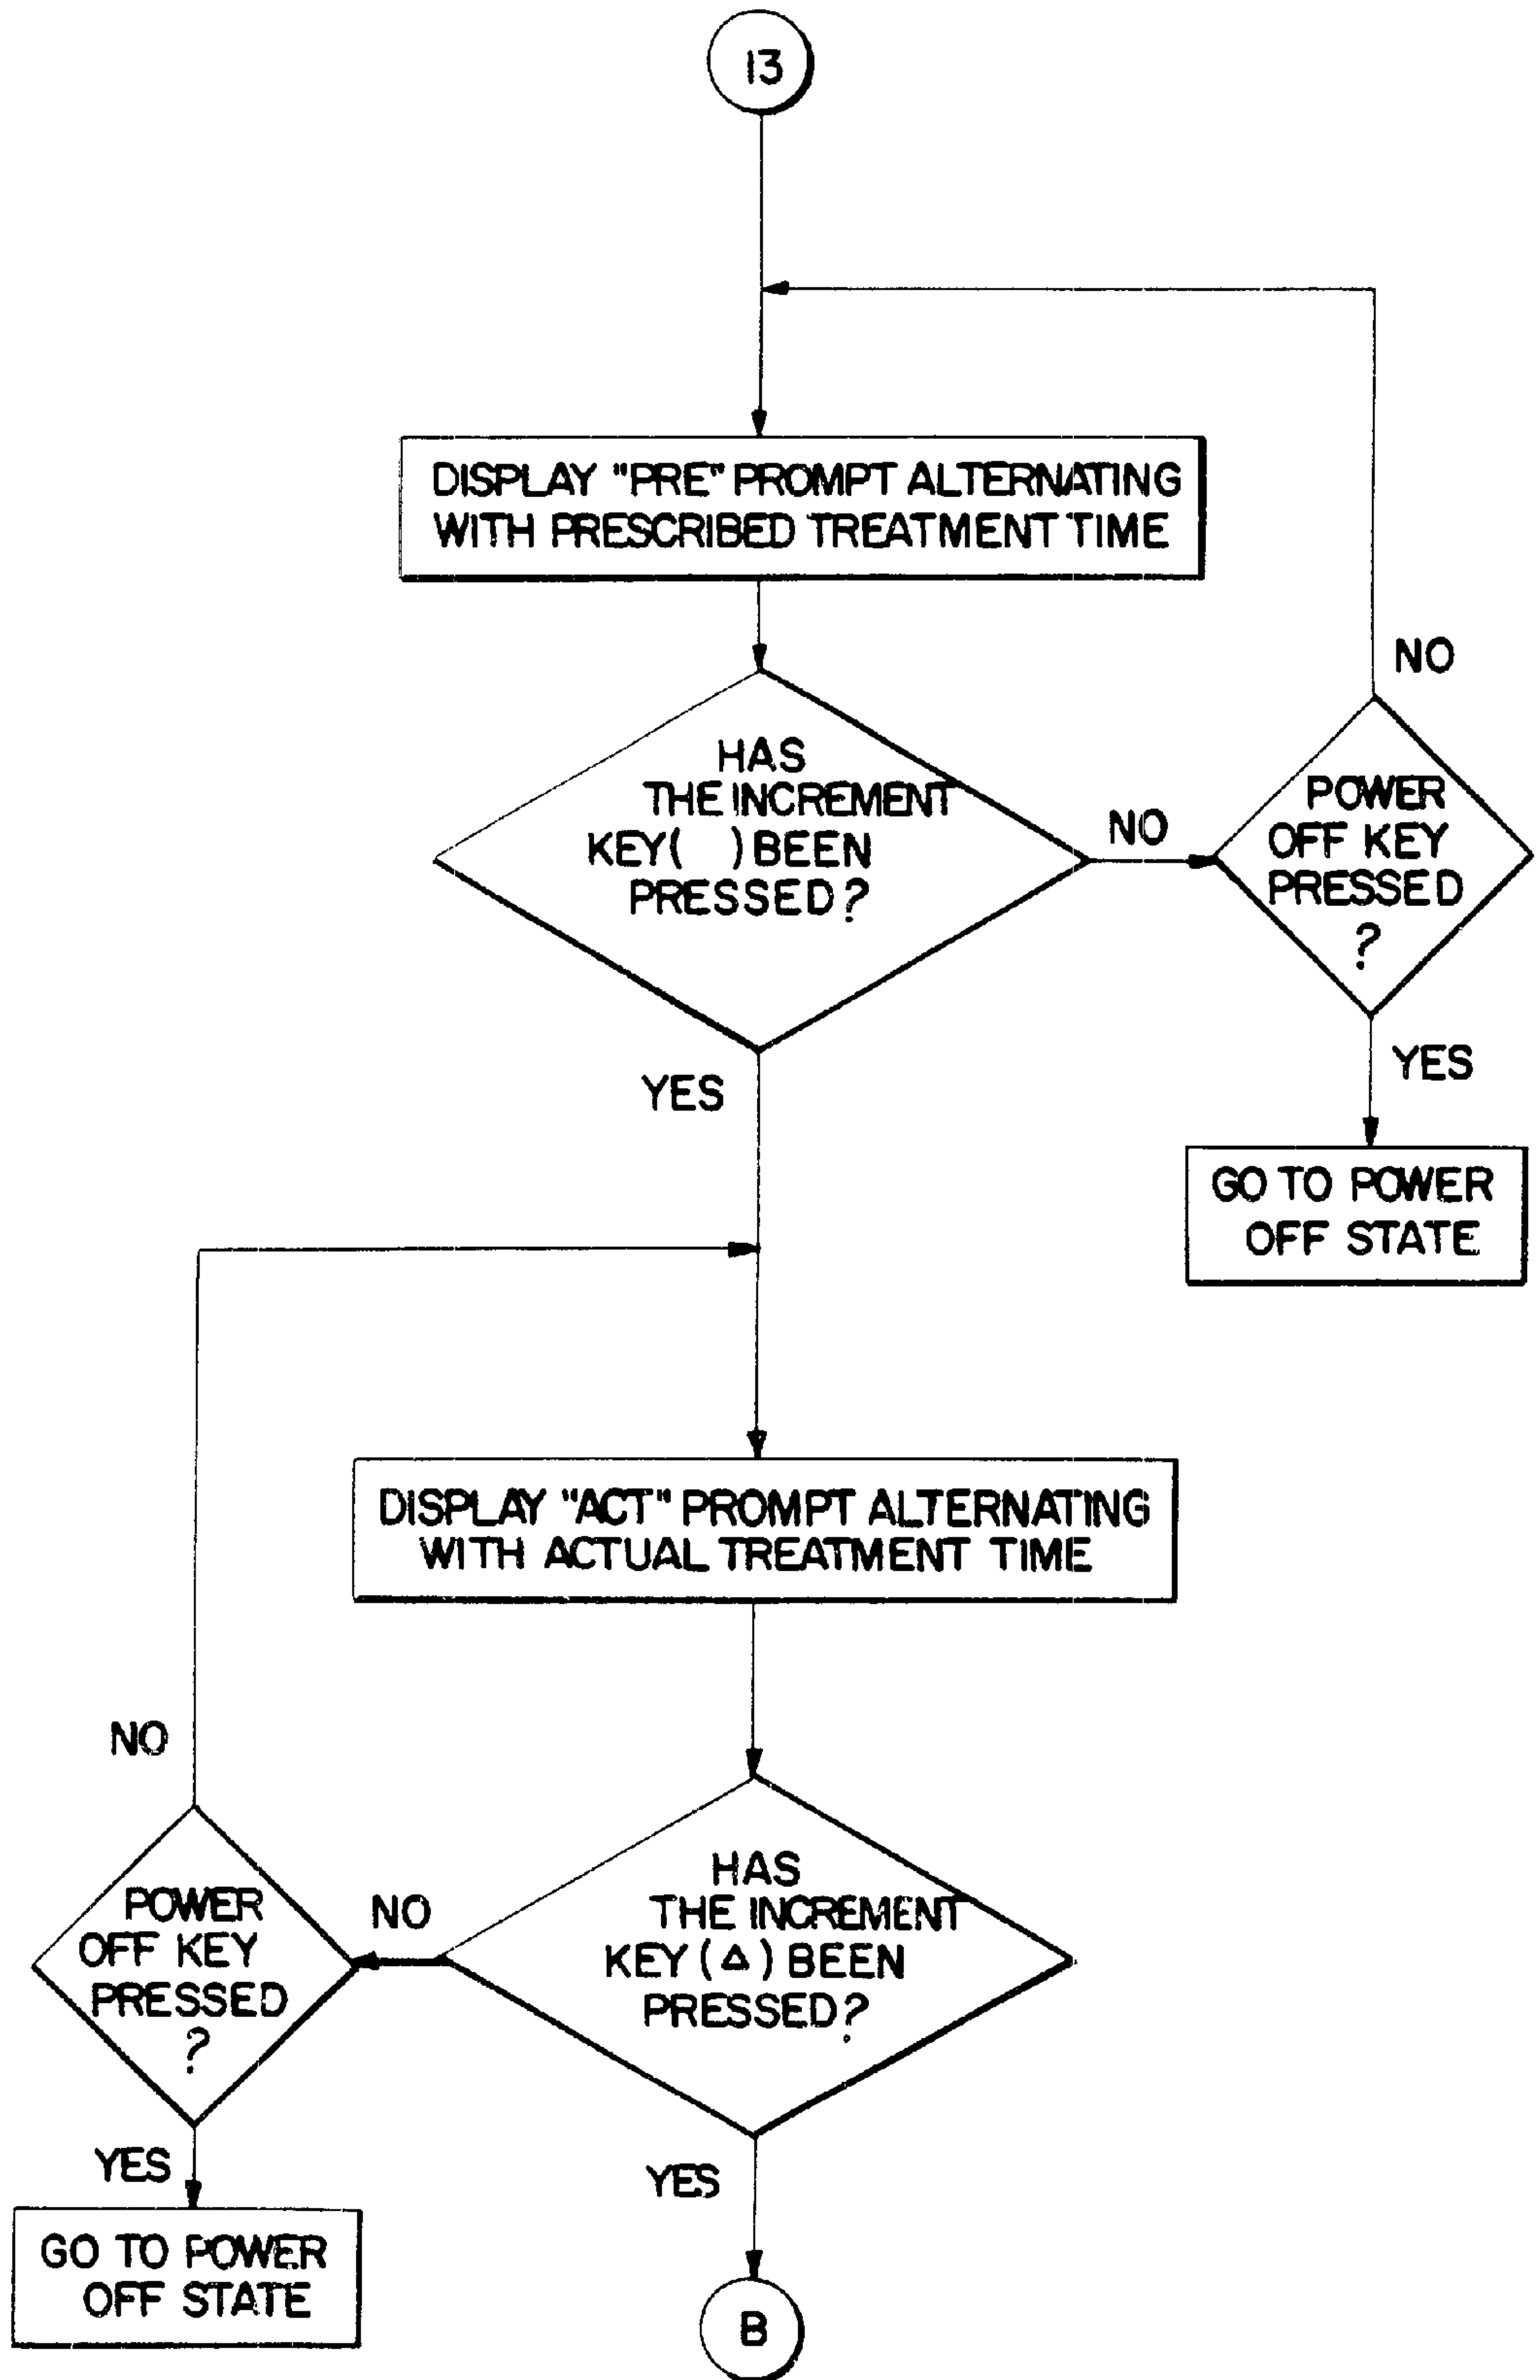 13
DISPLAY "PRE" PROMPT ALTERNATING
WITH PRESCRIBED TREATMENT TIME
HAS
THE INCREMENT
KEY( ) BEEN
PRESSED?
NO
POWER
OFF KEY
PRESSED
?
NO
YES
GO TO POWER
OFF STATE
YES
DISPLAY "ACT" PROMPT ALTERNATING
WITH ACTUAL TREATMENT TIME
HAS
THE INCREMENT
KEY (Δ) BEEN
PRESSED?
NO
POWER
OFF KEY
PRESSED
?
NO
YES
GO TO POWER
OFF STATE
YES
B